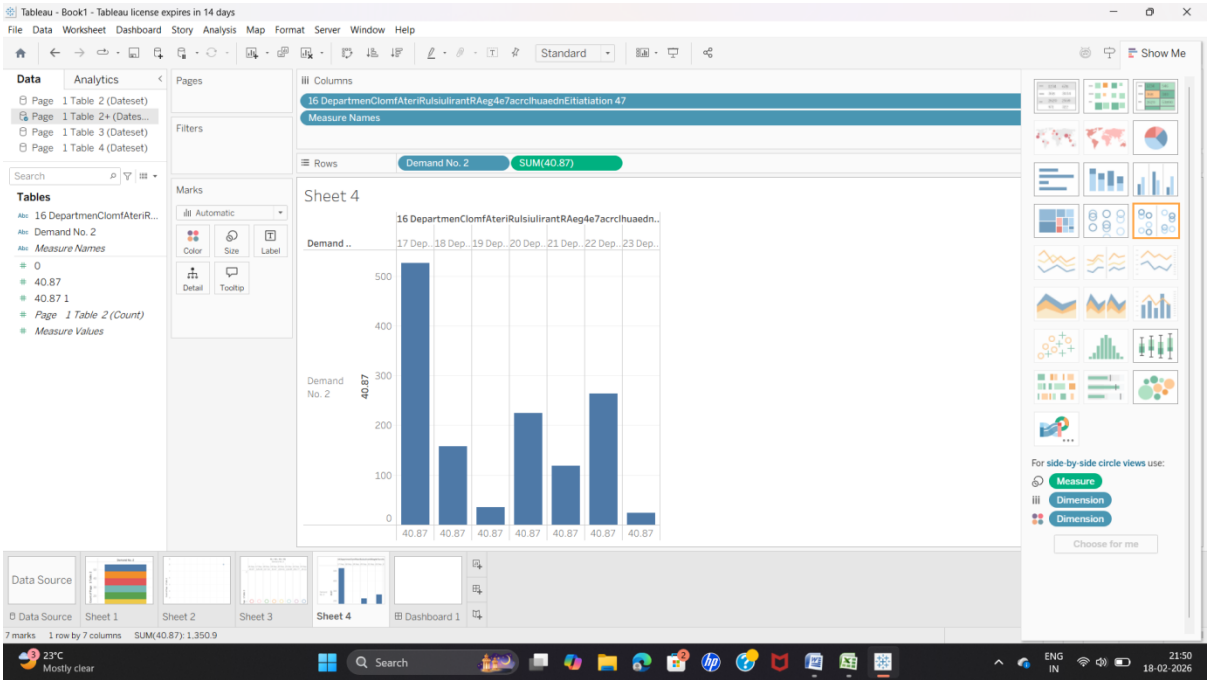 Tableau - Book1 - Tableau license expires in 14 days
File Data Worksheet Dashboard Story Analysis Map Format Server Window Help
Standard
Show Me
Data Analytics
Page 1 Table 2 (Dateset)
Page 1 Table 2+ (Dates...
Page 1 Table 3 (Dateset)
Page 1 Table 4 (Dateset)
Search
Tables
Abc 16 DepartmenClomfAteriR...
Abc Demand No. 2
Abc Measure Names
# 0
# 40.87
# 40.87 1
# Page 1 Table 2 (Count)
# Measure Values
Pages
Filters
Marks
Automatic
Color Size Label
Detail Tooltip
iii Columns
16 DepartmenClomfAteriRulsiulirantRAeg4e7acrclhuaednEitiatiation 47
Measure Names
Rows Demand No. 2 SUM(40.87)
Sheet 4
16 DepartmenClomfAteriRulsiulirantRAeg4e7acrclhuaedn..
Demand .. 17 Dep.. 18 Dep.. 19 Dep.. 20 Dep.. 21 Dep.. 22 Dep.. 23 Dep..
500
400
300
200
100
0
Demand No. 2
40.87
40.87 40.87 40.87 40.87 40.87 40.87 40.87
For side-by-side circle views use:
Measure
iii Dimension
Dimension
Choose for me
Data Source
Data Source Sheet 1 Sheet 2 Sheet 3 Sheet 4 Dashboard 1
7 marks 1 row by 7 columns SUM(40.87): 1,350.9
3
23°C
Mostly clear
Search
2
ENG
IN
21:50
18-02-2026